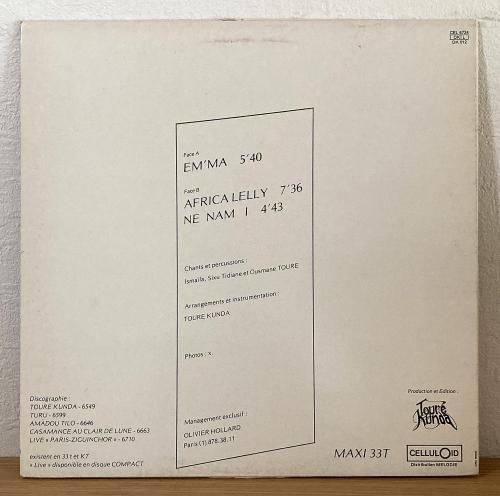 CEL 6728
Face A
EM'MA 5'40
Face B
AFRICA LELLY 7'36
NE NAM I 4'43
Chants et percussions :
Ismaïla, Sixu Tidiane et Ousmane TOURE
Arrangements et instrumentation :
TOURE KUNDA
Photos : x.
Management exclusif :
OLIVIER HOLLARD
Paris (1) 878.38.11
Discographie :
TOURE KUNDA - 6549
TURU - 6599
AMADOU TILO - 6646
CASAMANCE AU CLAIR DE LUNE - 6663
LIVE « PARIS-ZIGUINCHOR » - 6710
existent en 33 t et K7
« Live » disponible en disque COMPACT
MAXI 33T
Production et Edition :
Touré
Kunda
CELLULOID
Distribution MELODIE